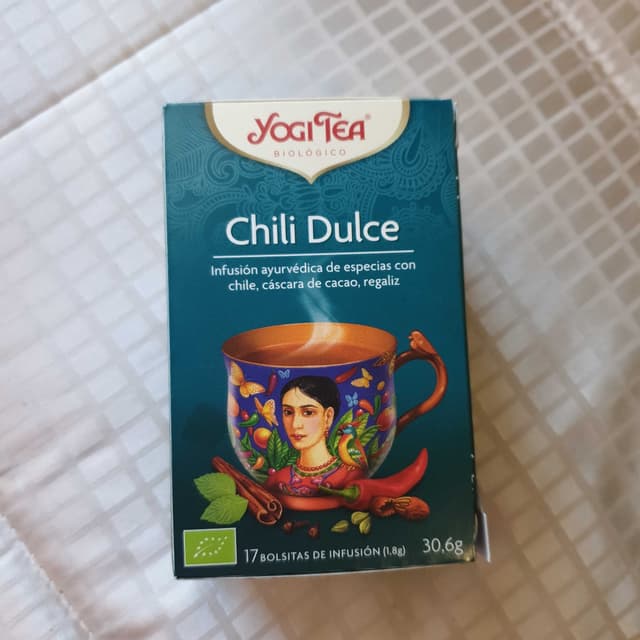 YOGI TEA®
BIOLÓGICO
Chili Dulce
Infusión ayurvédica de especias con
chile, cáscara de cacao, regaliz
17 BOLSITAS DE INFUSIÓN (1,8g) 30.6g